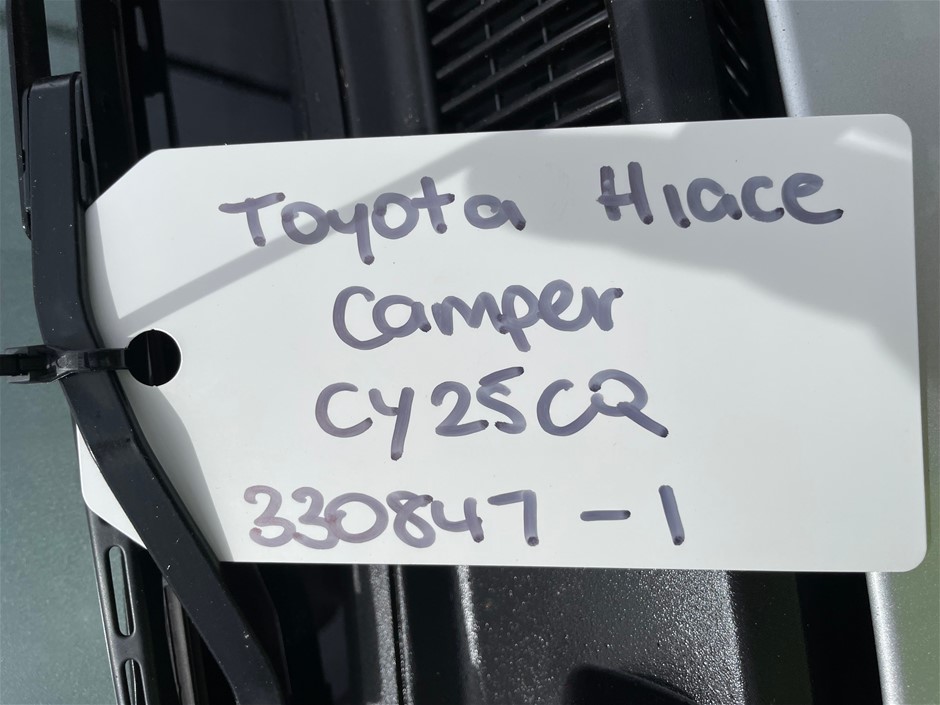 Toyota Hiace
Camper
CY25CQ
330847-1